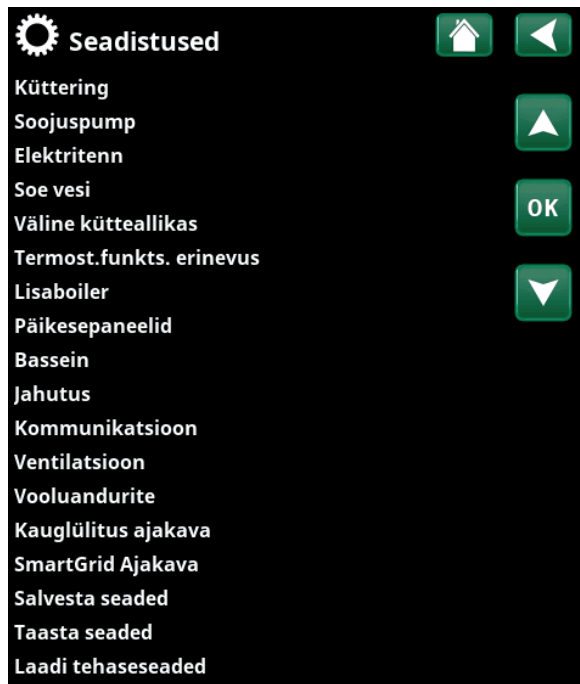 Seadistused
Küttering
Soojuspump
Elektritenn
Soe vesi
OK
Väline kütteallikas
Termost.funkts. erinevus
Lisaboiler
Päikesepaneelid
Bassein
Jahutus
Kommunikatsioon
Ventilatsioon
Vooluandurite
Kauglülitus ajakava
SmartGrid Ajakava
Salvesta seaded
Taasta seaded
Laadi tehaseseaded